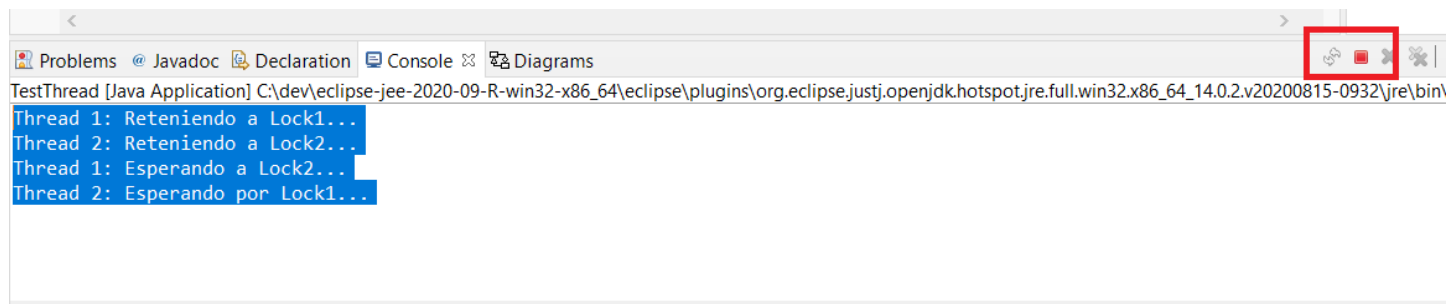 Problems @ Javadoc Declaration Console Diagrams
TestThread [Java Application] C:\dev\eclipse-jee-2020-09-R-win32-x86_64\eclipse\plugins\org.eclipse.justj.openjdk.hotspot.jre.full.win32.x86_64_14.0.2.v20200815-0932\jre\bin\
Thread 1: Reteniendo a Lock1...
Thread 2: Reteniendo a Lock2...
Thread 1: Esperando a Lock2...
Thread 2: Esperando por Lock1...